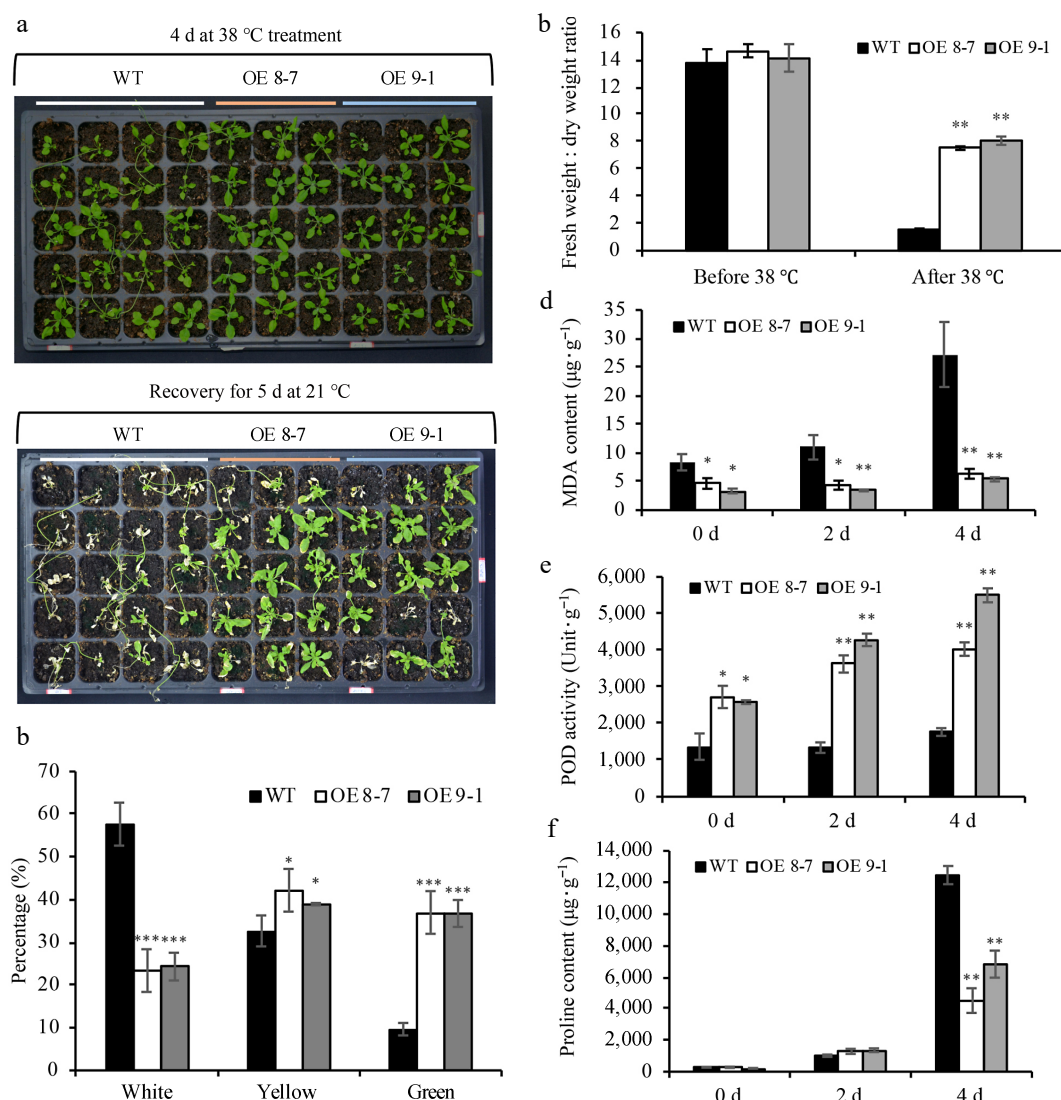 a
4 d at 38 ℃ treatment
WT OE 8-7 OE 9-1
Recovery for 5 d at 21 ℃
WT OE 8-7 OE 9-1
b
Percentage (%)
70
60
50
40
30
20
10
0
WT OE 8-7 OE 9-1
*** ***
* *
*** ***
White Yellow Green
b
Fresh weight : dry weight ratio
16
14
12
10
8
6
4
2
0
WT OE 8-7 OE 9-1
** **
Before 38 ℃ After 38 ℃
d
MDA content (μg·g−1)
35
30
25
20
15
10
5
0
WT OE 8-7 OE 9-1
* *
* **
** **
0 d 2 d 4 d
e
POD activity (Unit·g−1)
6,000
5,000
4,000
3,000
2,000
1,000
0
WT OE 8-7 OE 9-1
* *
** **
** **
0 d 2 d 4 d
f
Proline content (μg·g−1)
14,000
12,000
10,000
8,000
6,000
4,000
2,000
0
WT OE 8-7 OE 9-1
** **
0 d 2 d 4 d